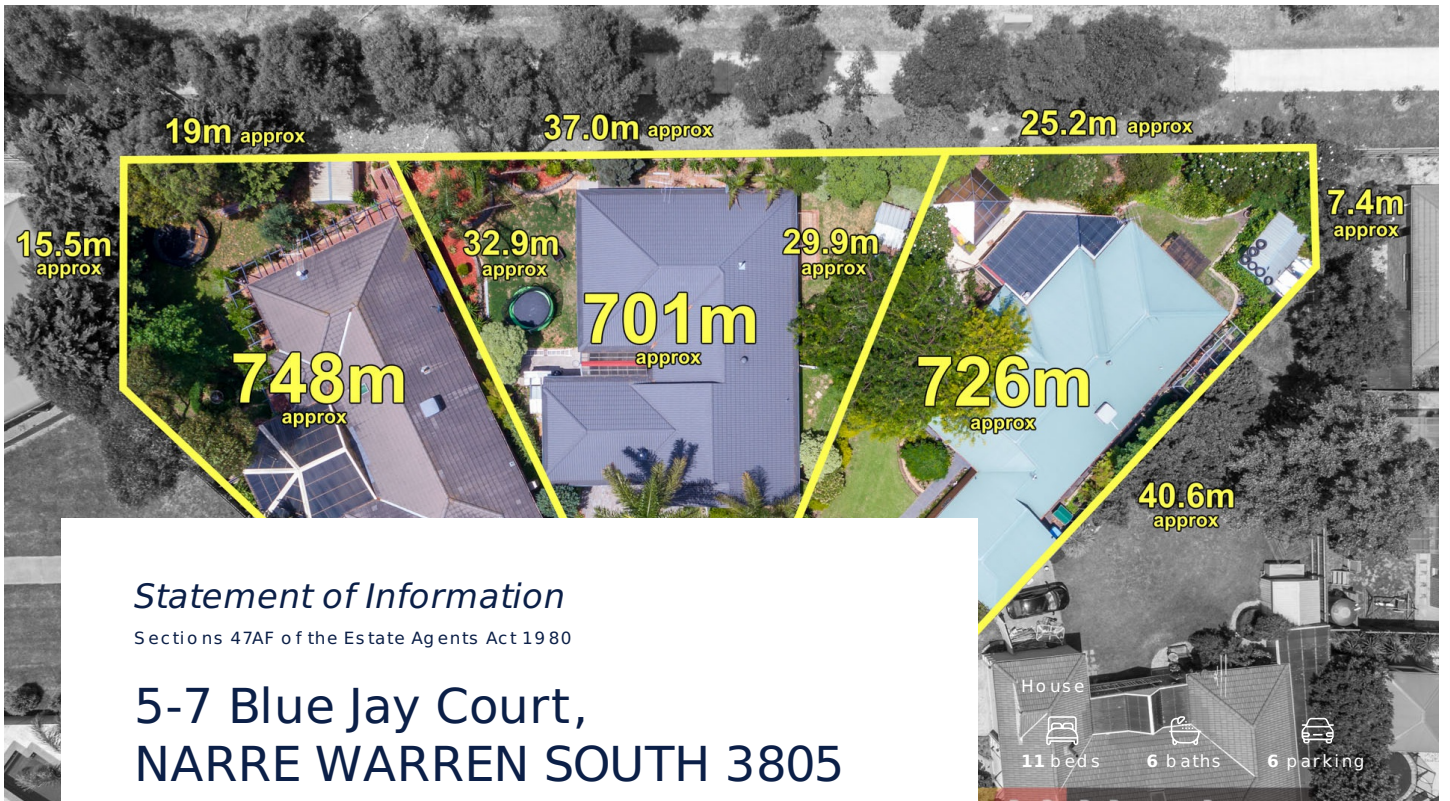 19m approx
37.0m approx
25.2m approx
15.5m
approx
32.9m
approx
29.9m
approx
7.4m
approx
748m
approx
701m
approx
726m
approx
40.6m
approx
Statement of Information
Sections 47AF of the Estate Agents Act 1980
5-7 Blue Jay Court,
NARRE WARREN SOUTH 3805
House
11 beds
6 baths
6 parking